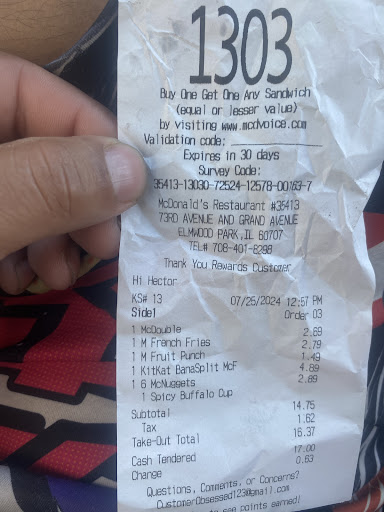 1303
Buy One Get One Any Sandwich
(equal or lesser value)
by visiting www.mcdvoice.com
Validation code:
Expires in 30 days
Survey Code:
35413-13030-72524-12578-00163-7
McDonald's Restaurant #35413
73RD AVENUE AND GRAND AVENUE
ELMWOOD PARK,IL 60707
TEL# 708-401-8298
Thank You Rewards Customer
Hi Hector
KS# 13 07/25/2024 12:57 PM
Side1 Order 03
1 McDouble 2.69
1 M French Fries 2.79
1 M Fruit Punch 1.49
1 KitKat BanaSplit McF 4.89
1 6 McNuggets 2.89
1 Spicy Buffalo Cup
Subtotal 14.75
Tax 1.62
Take-Out Total 16.37
Cash Tendered 17.00
Change 0.63
Questions, Comments, or Concerns?
CustomerObsessed123@gmail.com
to see points earned!